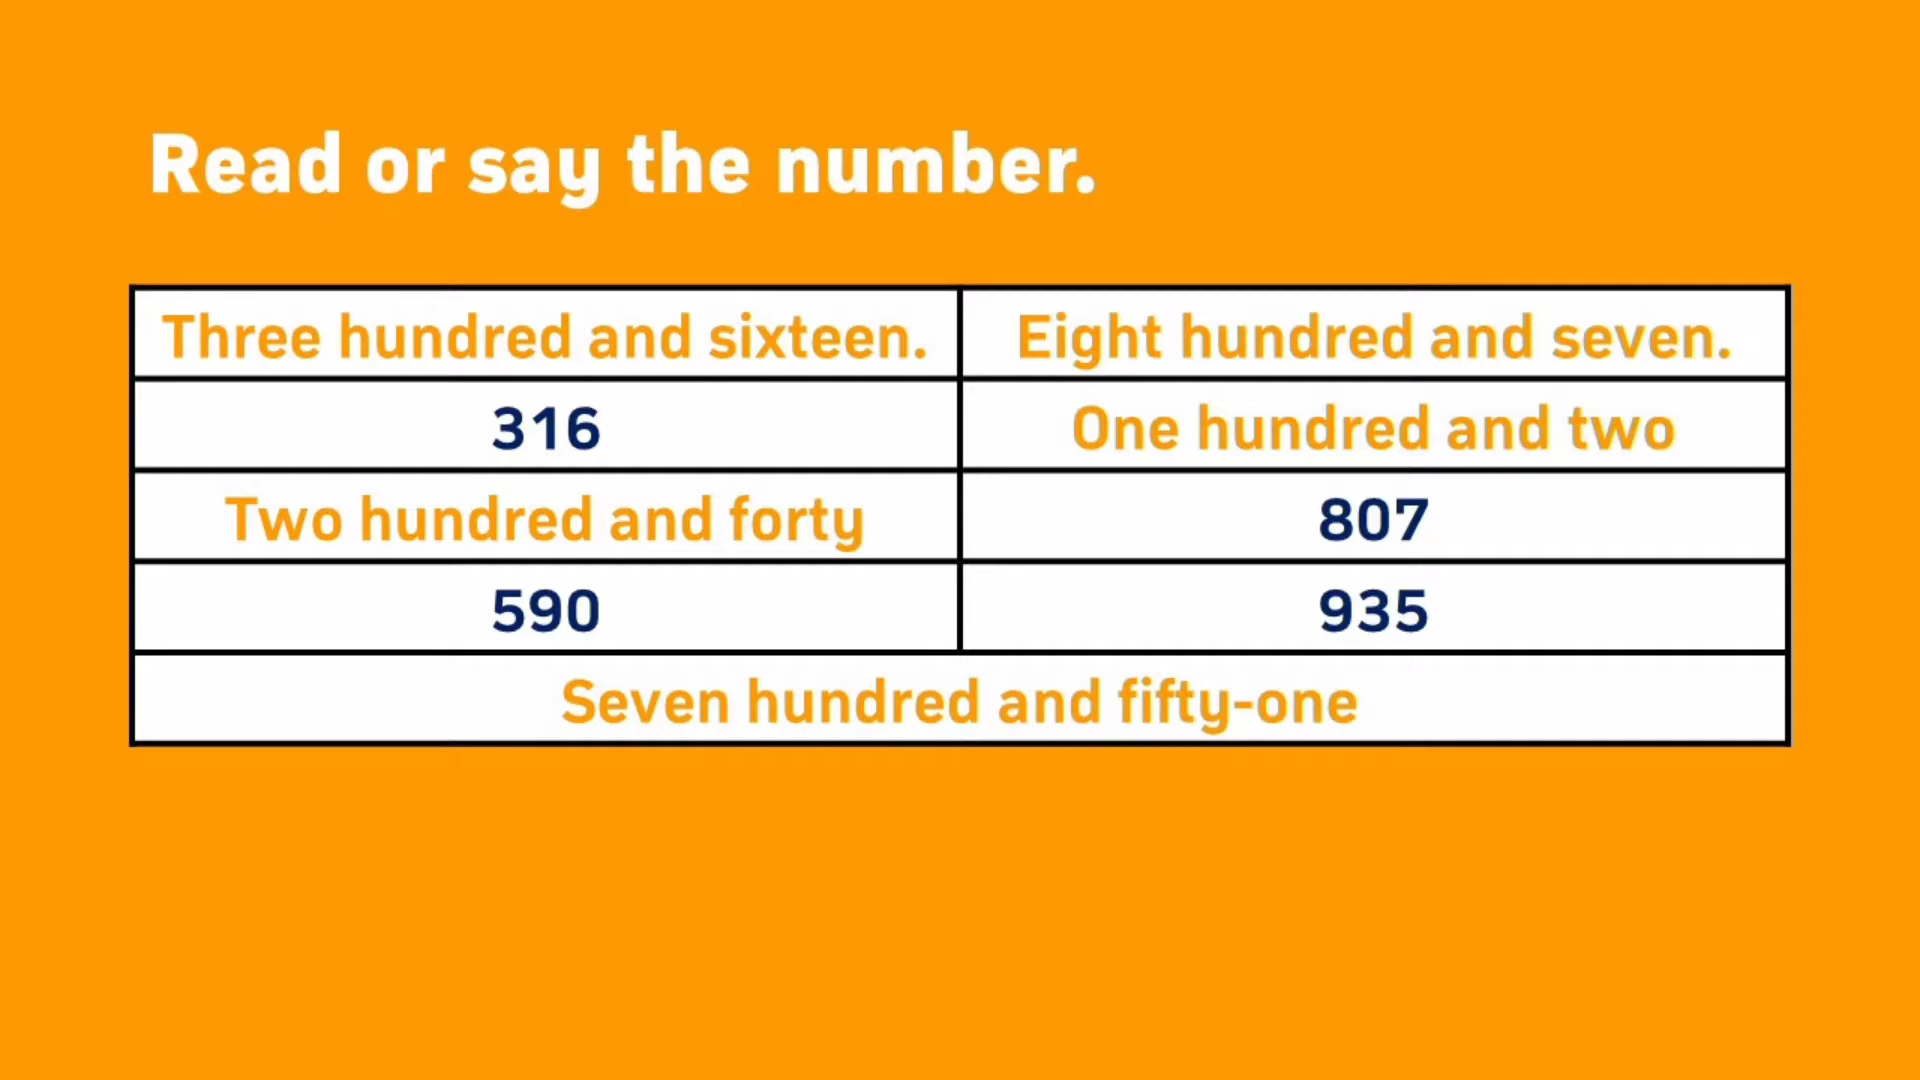 Read or say the number.
Three hundred and sixteen.
Eight hundred and seven.
316
One hundred and two
Two hundred and forty
807
590
935
Seven hundred and fifty-one